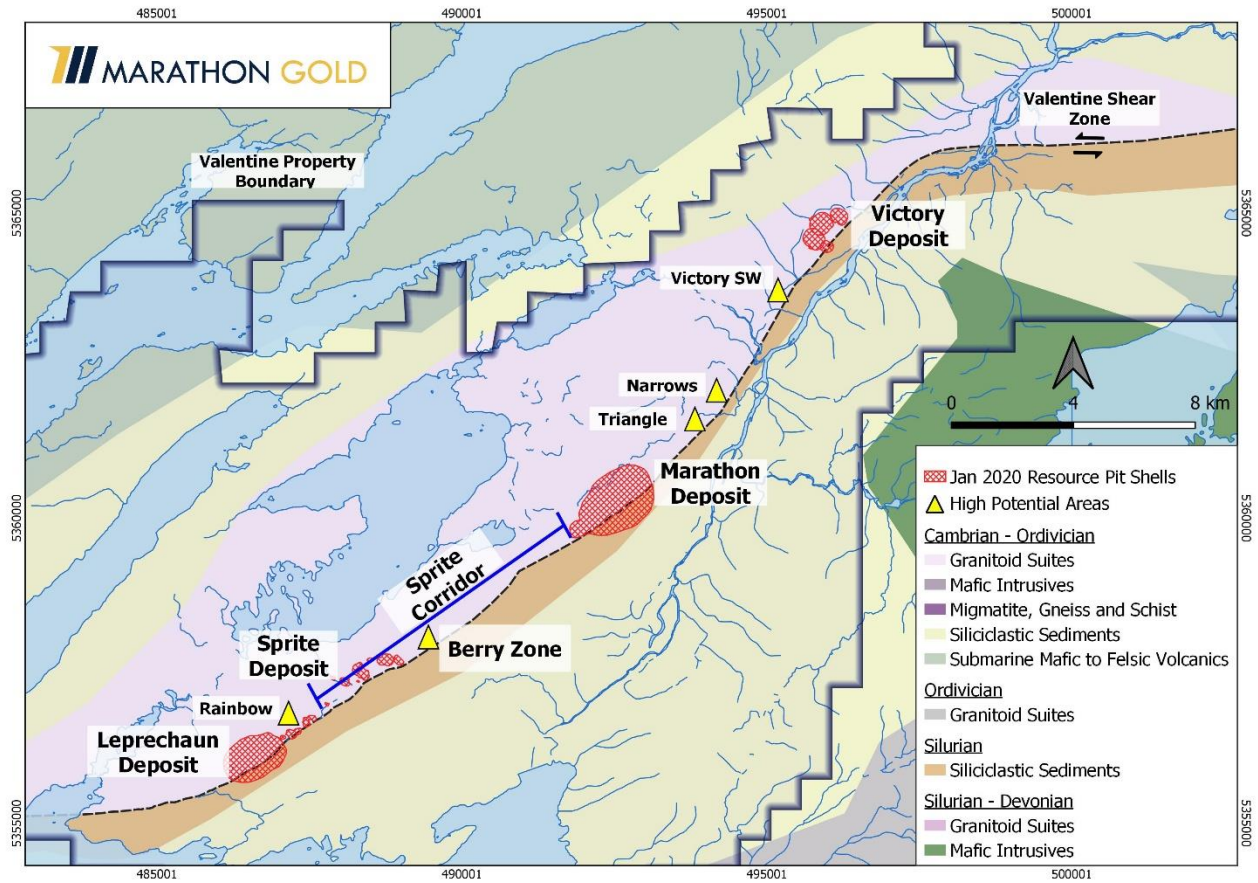 485001
490001
495001
500001
MARATHON GOLD
Valentine Shear
Zone
Valentine Property
Boundary
5365000
5365000
Victory
Deposit
Victory SW
Narrows
Triangle
0
4
8 km
Marathon
Deposit
5360000
5360000
Sprite
Corridor
Sprite
Deposit
Berry Zone
Rainbow
Leprechaun
Deposit
5355000
5355000
Jan 2020 Resource Pit Shells
High Potential Areas
Cambrian - Ordivician
Granitoid Suites
Mafic Intrusives
Migmatite, Gneiss and Schist
Siliciclastic Sediments
Submarine Mafic to Felsic Volcanics
Ordivician
Granitoid Suites
Silurian
Siliciclastic Sediments
Silurian - Devonian
Granitoid Suites
Mafic Intrusives
485001
490001
495001
500001